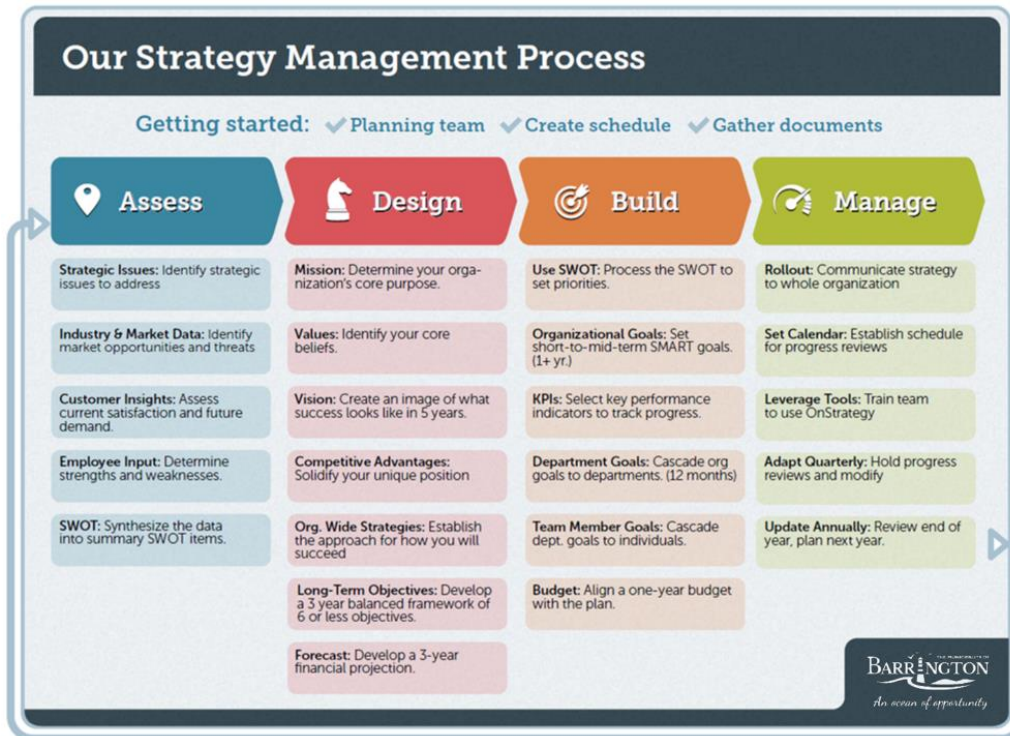 Our Strategy Management Process
Getting started: Planning team Create schedule Gather documents
Assess
Strategic Issues: Identify strategic
issues to address
Industry & Market Data: Identify
market opportunities and threats
Customer Insights: Assess
current satisfaction and future
demand.
Employee Input: Determine
strengths and weaknesses.
SWOT: Synthesize the data
into summary SWOT items.
Design
Mission: Determine your orga-
nization's core purpose.
Values: Identify your core
beliefs.
Vision: Create an image of what
success looks like in 5 years.
Competitive Advantages:
Solidify your unique position
Org. Wide Strategies: Establish
the approach for how you will
succeed
Long-Term Objectives: Develop
a 3 year balanced framework of
6 or less objectives.
Forecast: Develop a 3-year
financial projection.
Build
Use SWOT: Process the SWOT to
set priorities.
Organizational Goals: Set
short-to-mid-term SMART goals.
(1+ yr.)
KPIs: Select key performance
indicators to track progress.
Department Goals: Cascade org
goals to departments. (12 months)
Team Member Goals: Cascade
dept. goals to individuals.
Budget: Align a one-year budget
with the plan.
Manage
Rollout: Communicate strategy
to whole organization
Set Calendar: Establish schedule
for progress reviews
Leverage Tools: Train team
to use OnStrategy
Adapt Quarterly: Hold progress
reviews and modify
Update Annually: Review end of
year, plan next year.
BARRINGTON
An ocean of opportunity